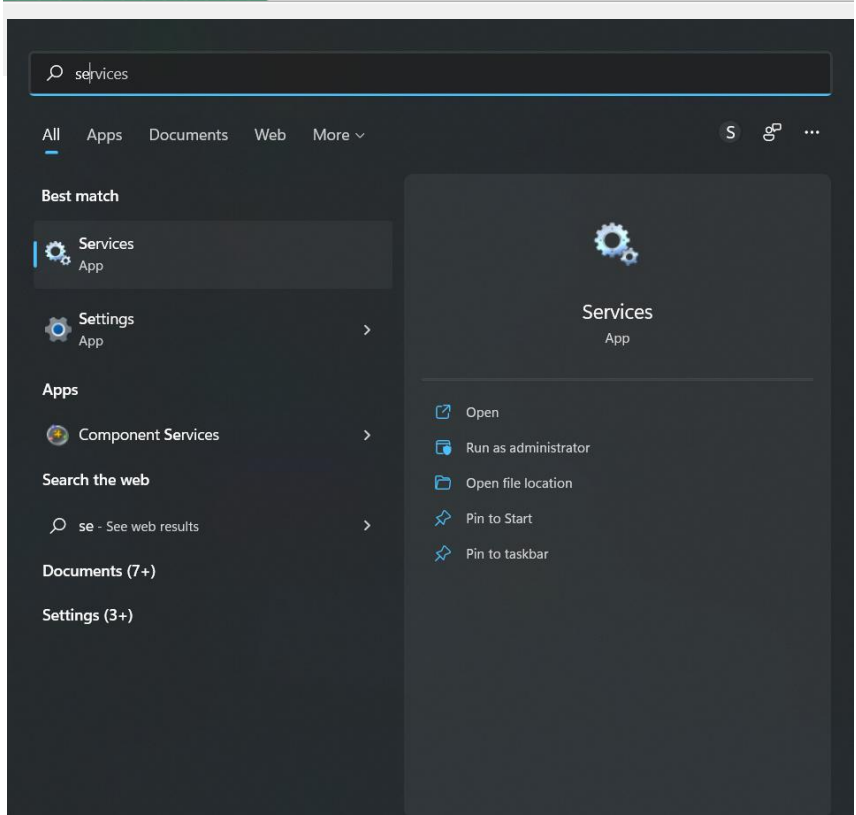 services
All Apps Documents Web More
S
Best match
Services
App
Settings
App
Apps
Component Services
Search the web
se - See web results
Documents (7+)
Settings (3+)
Services
App
Open
Run as administrator
Open file location
Pin to Start
Pin to taskbar